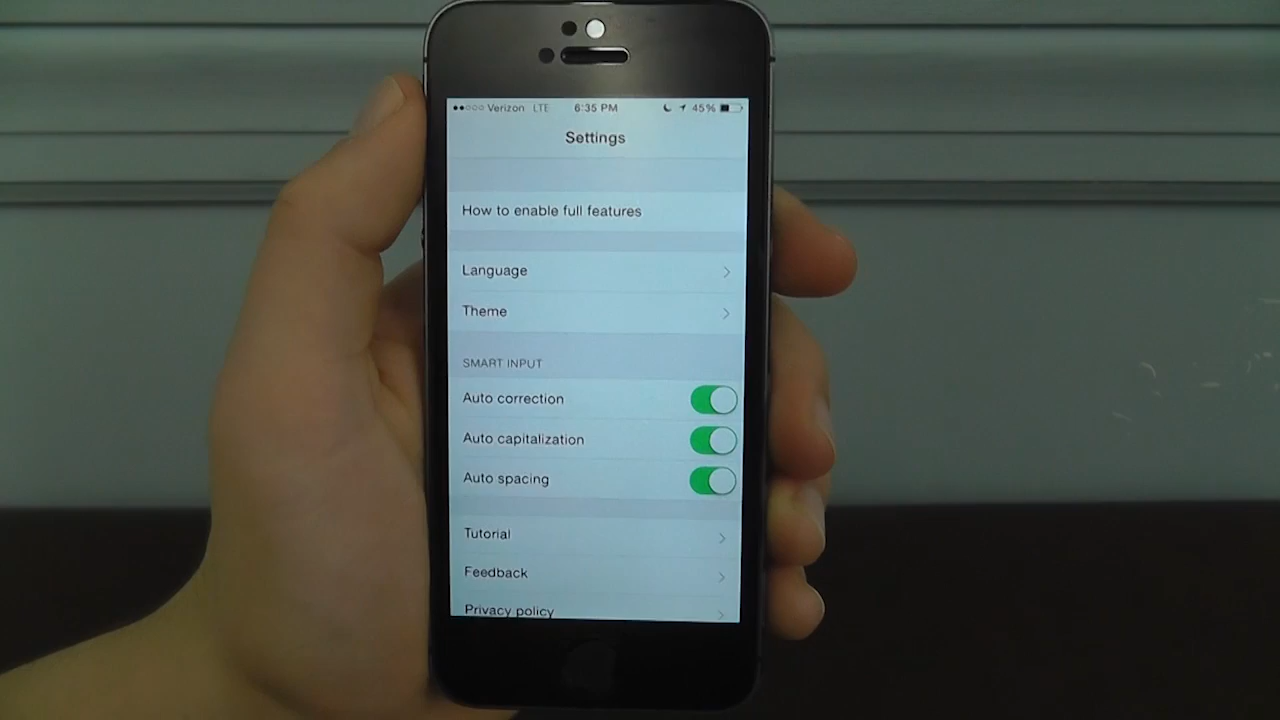 Verizon LTE 6:35 PM 45%
Settings
How to enable full features
Language
Theme
SMART INPUT
Auto correction
Auto capitalization
Auto spacing
Tutorial
Feedback
Privacy policy